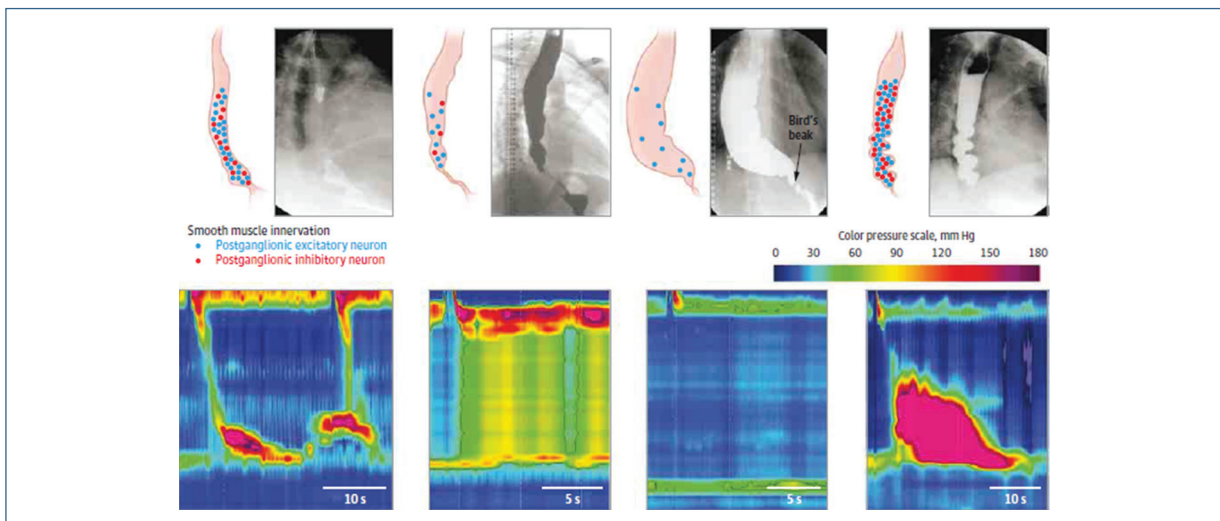 Bird's
beak
Smooth muscle innervation
Postganglionic excitatory neuron
Postganglionic inhibitory neuron
Color pressure scale, mm Hg
0 30 60 90 120 150 180
10 s
5 s
5 s
10 s